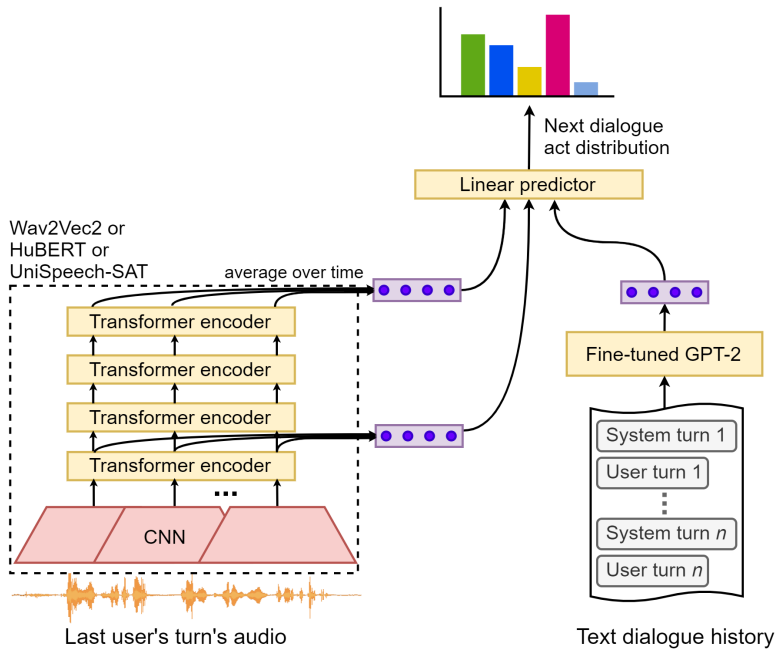 Next dialogue
act distribution
Linear predictor
Wav2Vec2 or
HuBERT or
UniSpeech-SAT
average over time
Transformer encoder
Transformer encoder
Transformer encoder
Transformer encoder
...
CNN
Last user's turn's audio
Fine-tuned GPT-2
System turn 1
User turn 1
System turn n
User turn n
Text dialogue history